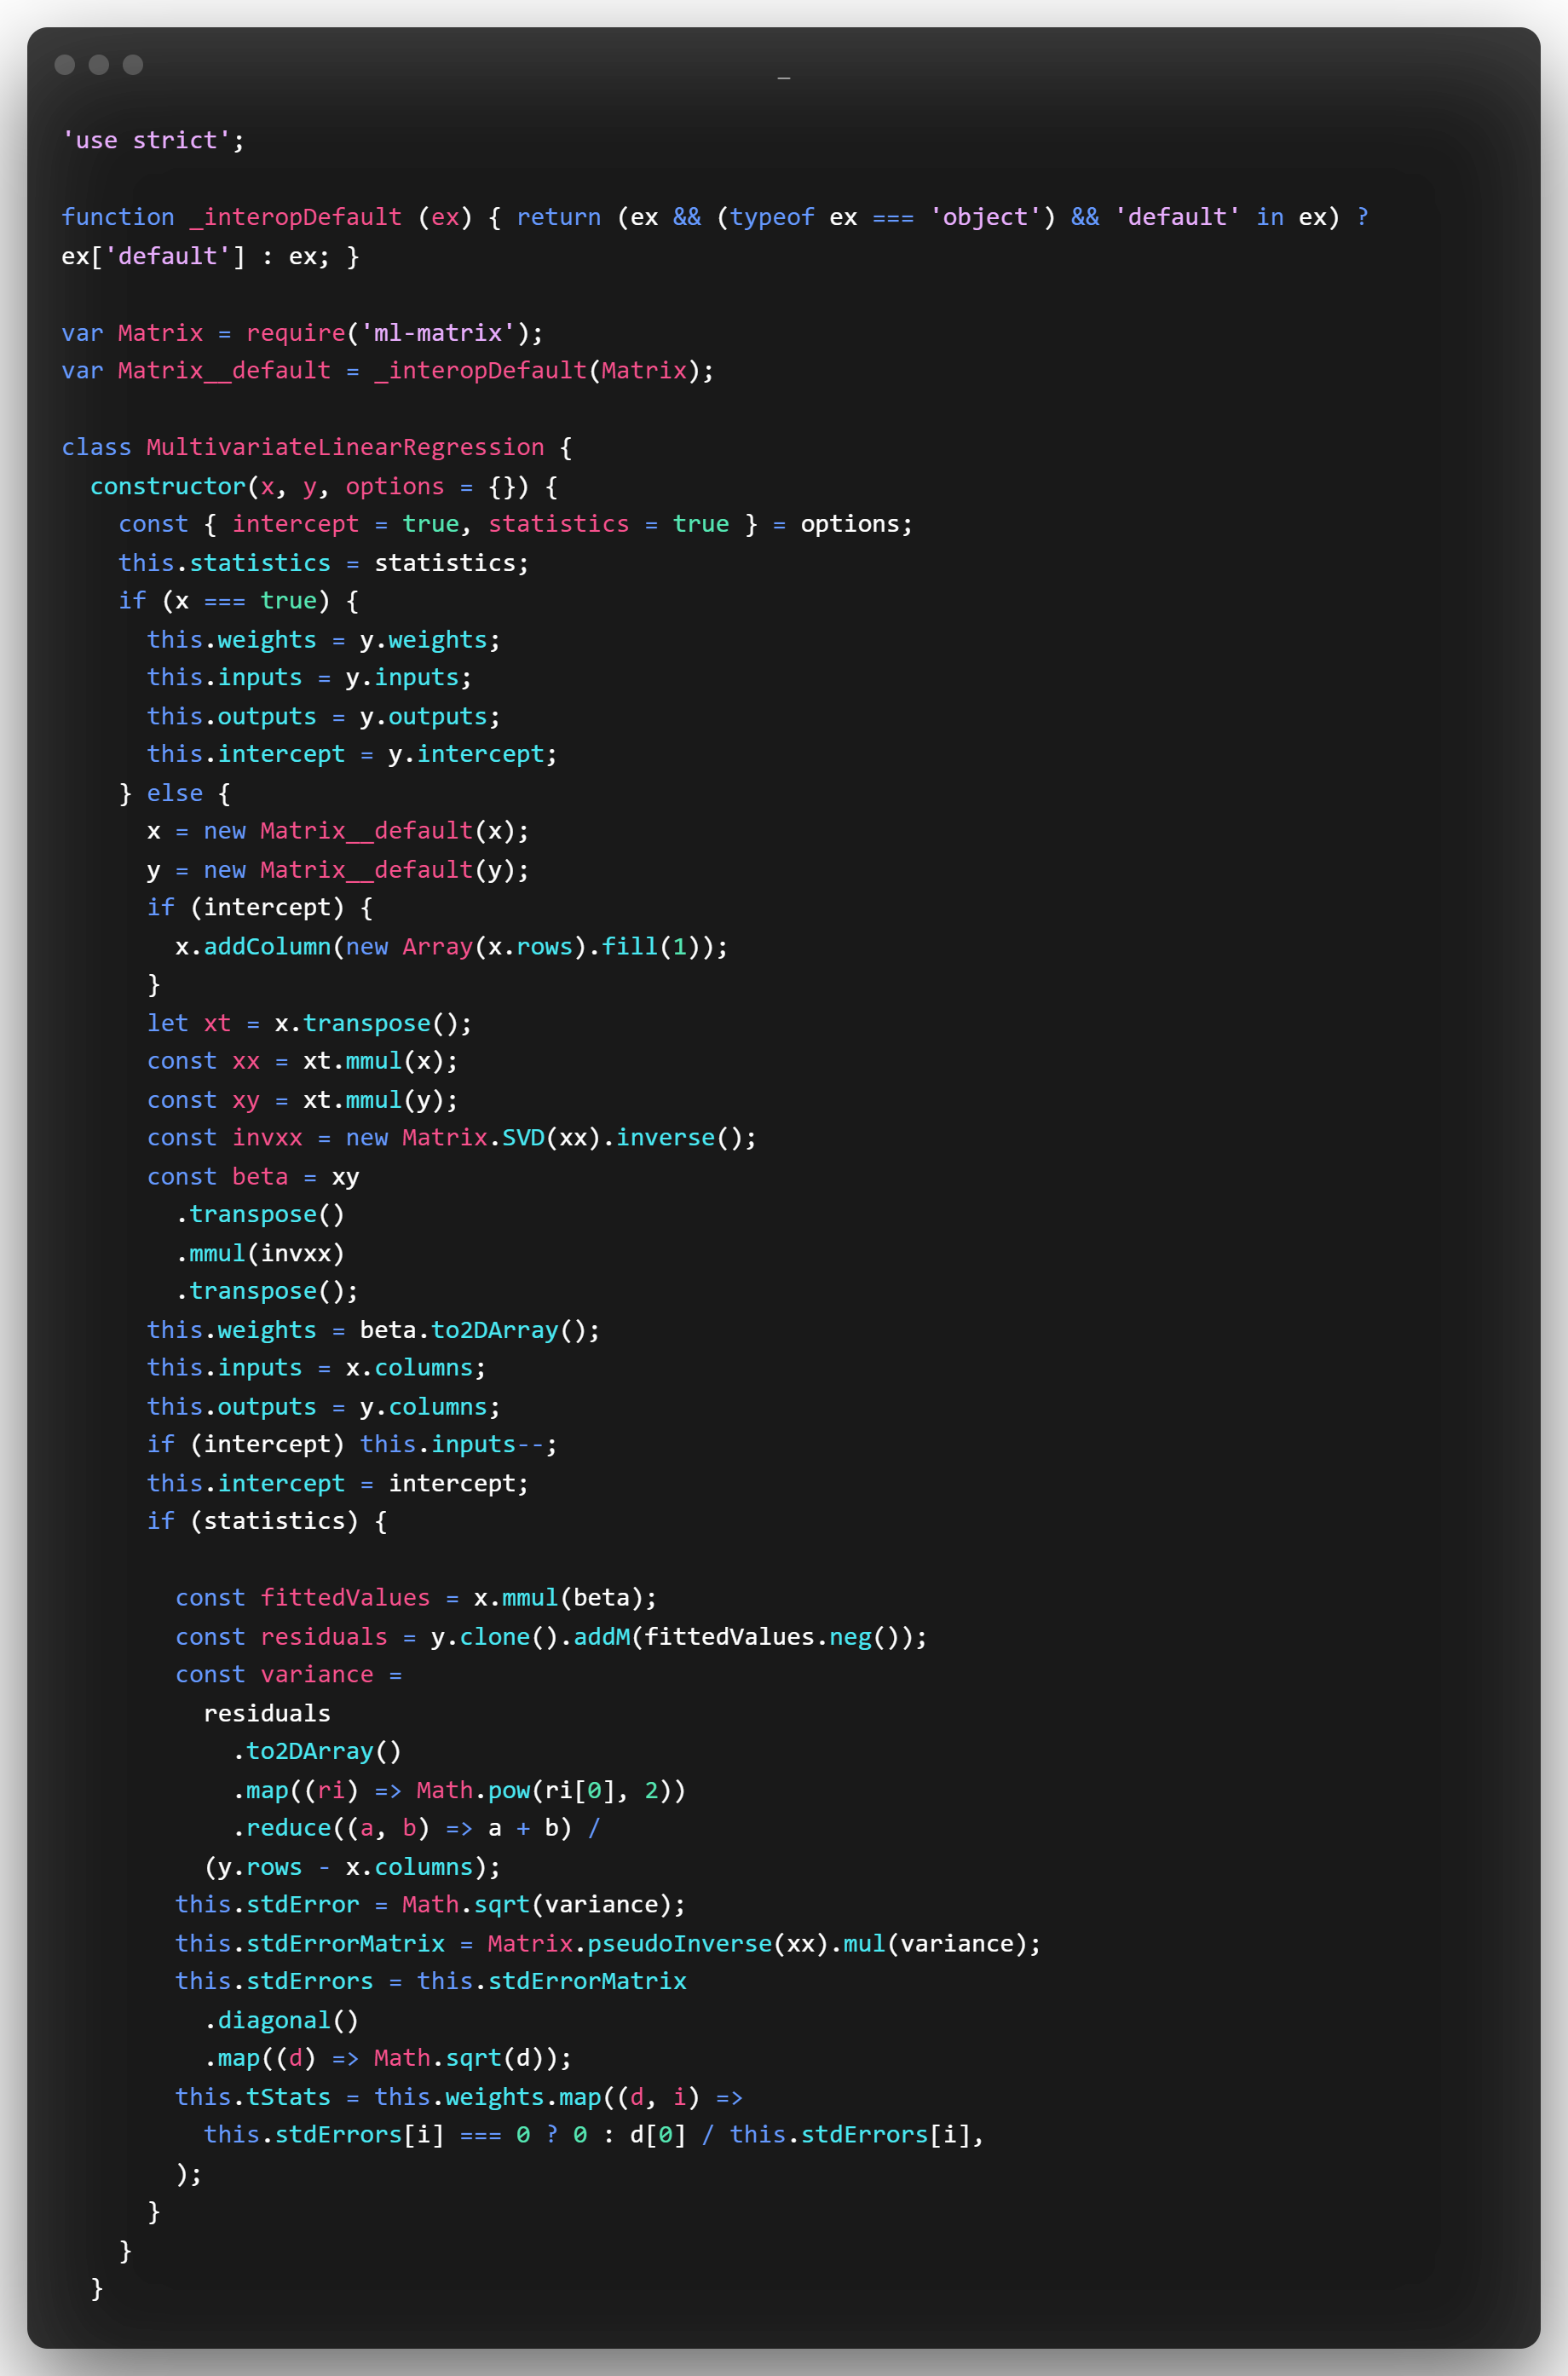 _
'use strict';
function _interopDefault (ex) { return (ex && (typeof ex === 'object') && 'default' in ex) ?
ex['default'] : ex; }
var Matrix = require('ml-matrix');
var Matrix__default = _interopDefault(Matrix);
class MultivariateLinearRegression {
  constructor(x, y, options = {}) {
    const { intercept = true, statistics = true } = options;
    this.statistics = statistics;
    if (x === true) {
      this.weights = y.weights;
      this.inputs = y.inputs;
      this.outputs = y.outputs;
      this.intercept = y.intercept;
    } else {
      x = new Matrix__default(x);
      y = new Matrix__default(y);
      if (intercept) {
        x.addColumn(new Array(x.rows).fill(1));
      }
      let xt = x.transpose();
      const xx = xt.mmul(x);
      const xy = xt.mmul(y);
      const invxx = new Matrix.SVD(xx).inverse();
      const beta = xy
        .transpose()
        .mmul(invxx)
        .transpose();
      this.weights = beta.to2DArray();
      this.inputs = x.columns;
      this.outputs = y.columns;
      if (intercept) this.inputs--;
      this.intercept = intercept;
      if (statistics) {
        const fittedValues = x.mmul(beta);
        const residuals = y.clone().addM(fittedValues.neg());
        const variance =
          residuals
            .to2DArray()
            .map((ri) => Math.pow(ri[0], 2))
            .reduce((a, b) => a + b) /
          (y.rows - x.columns);
        this.stdError = Math.sqrt(variance);
        this.stdErrorMatrix = Matrix.pseudoInverse(xx).mul(variance);
        this.stdErrors = this.stdErrorMatrix
          .diagonal()
          .map((d) => Math.sqrt(d));
        this.tStats = this.weights.map((d, i) =>
          this.stdErrors[i] === 0 ? 0 : d[0] / this.stdErrors[i],
        );
      }
    }
  }